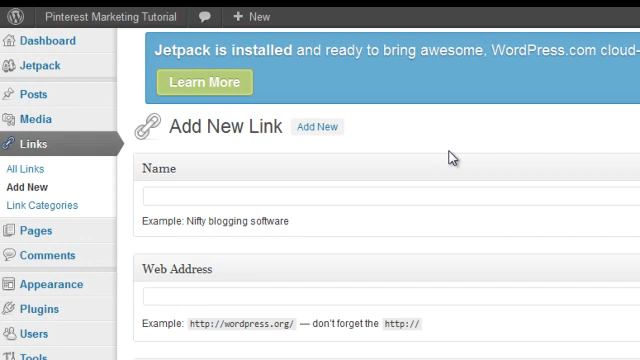 Pinterest Marketing Tutorial + New
Dashboard
Jetpack
Posts
Media
Links
All Links
Add New
Link Categories
Pages
Comments
Appearance
Plugins
Users
Tools
Jetpack is installed and ready to bring awesome, WordPress.com cloud-
Learn More
Add New Link Add New
Name
Example: Nifty blogging software
Web Address
Example: http://wordpress.org/ — don't forget the http://